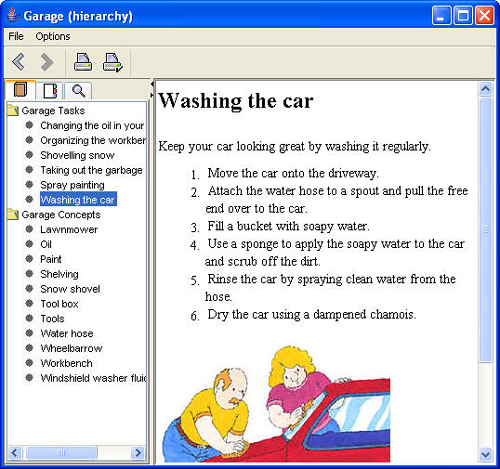 Garage (hierarchy)
File Options
Garage Tasks
Changing the oil in your
Organizing the workber
Shovelling snow
Taking out the garbage
Spray painting
Washing the car
Garage Concepts
Lawnmower
Oil
Paint
Shelving
Snow shovel
Tool box
Tools
Water hose
Wheelbarrow
Workbench
Windshield washer fluid
Washing the car
Keep your car looking great by washing it regularly.
1. Move the car onto the driveway.
2. Attach the water hose to a spout and pull the free
end over to the car.
3. Fill a bucket with soapy water.
4. Use a sponge to apply the soapy water to the car
and scrub off the dirt.
5. Rinse the car by spraying clean water from the
hose.
6. Dry the car using a dampened chamois.